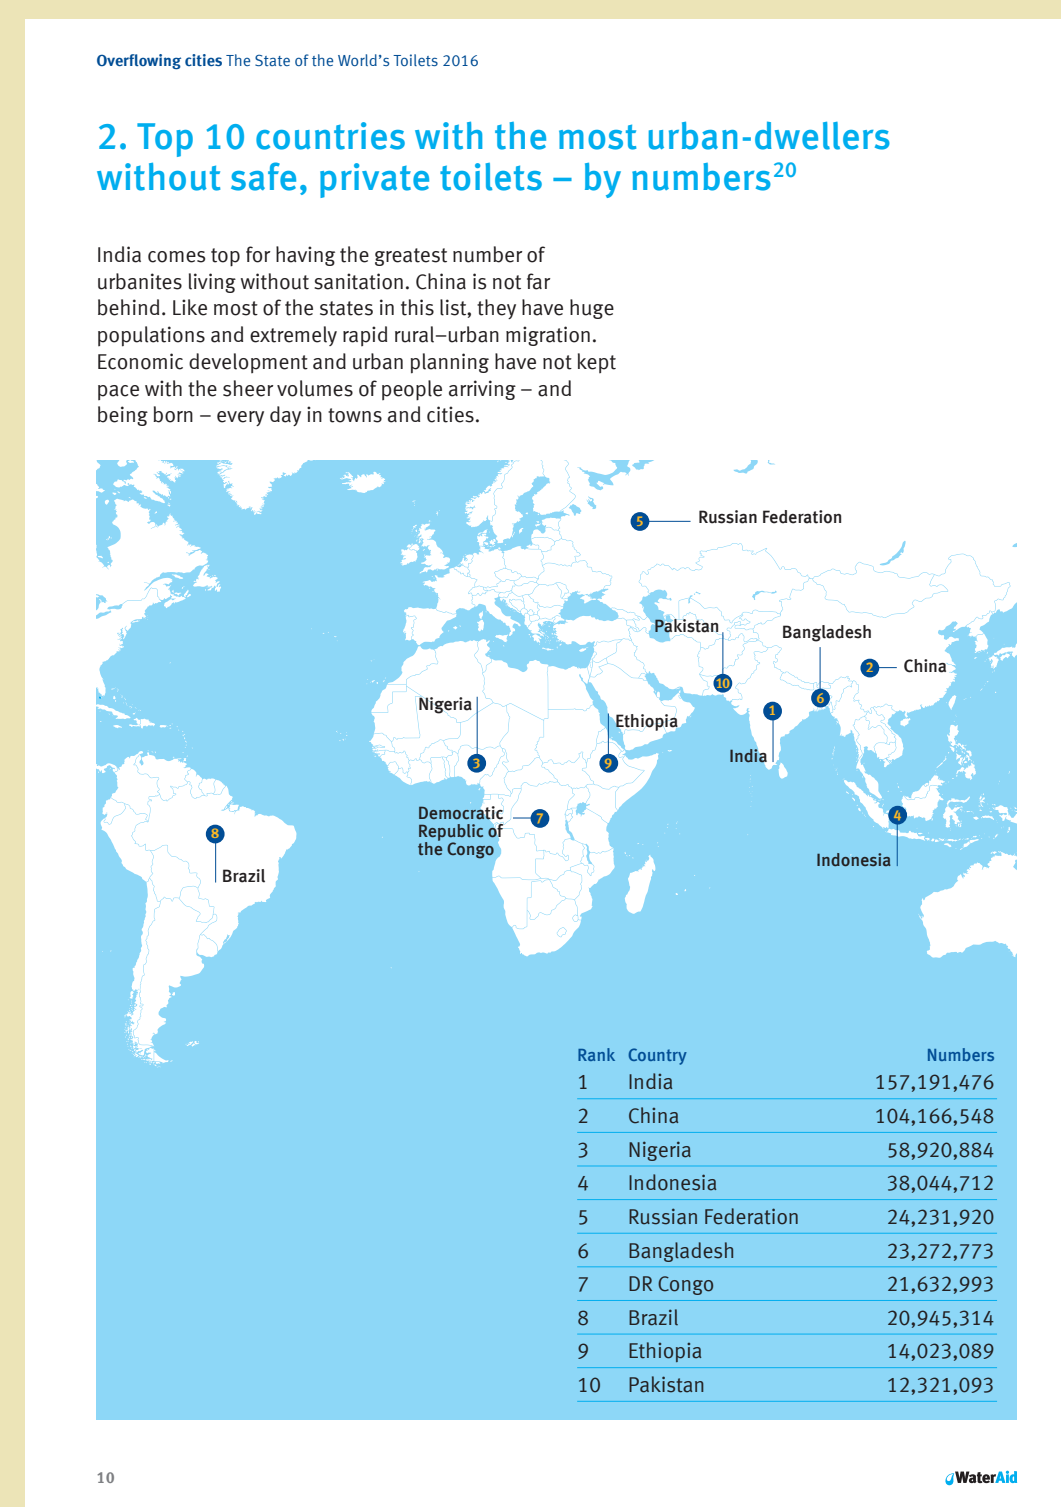 Overflowing cities The State of the World's Toilets 2016
2. Top 10 countries with the most urban-dwellers
without safe, private toilets – by numbers20
India comes top for having the greatest number of
urbanites living without sanitation. China is not far
behind. Like most of the states in this list, they have huge
populations and extremely rapid rural–urban migration.
Economic development and urban planning have not kept
pace with the sheer volumes of people arriving – and
being born – every day in towns and cities.
5 Russian Federation
Pakistan
Bangladesh
2 China
10
6
1
Nigeria
Ethiopia
India
3
9
Democratic
Republic of
the Congo
7
4
8
Indonesia
Brazil
Rank Country Numbers
1 India 157,191,476
2 China 104,166,548
3 Nigeria 58,920,884
4 Indonesia 38,044,712
5 Russian Federation 24,231,920
6 Bangladesh 23,272,773
7 DR Congo 21,632,993
8 Brazil 20,945,314
9 Ethiopia 14,023,089
10 Pakistan 12,321,093
10
WaterAid